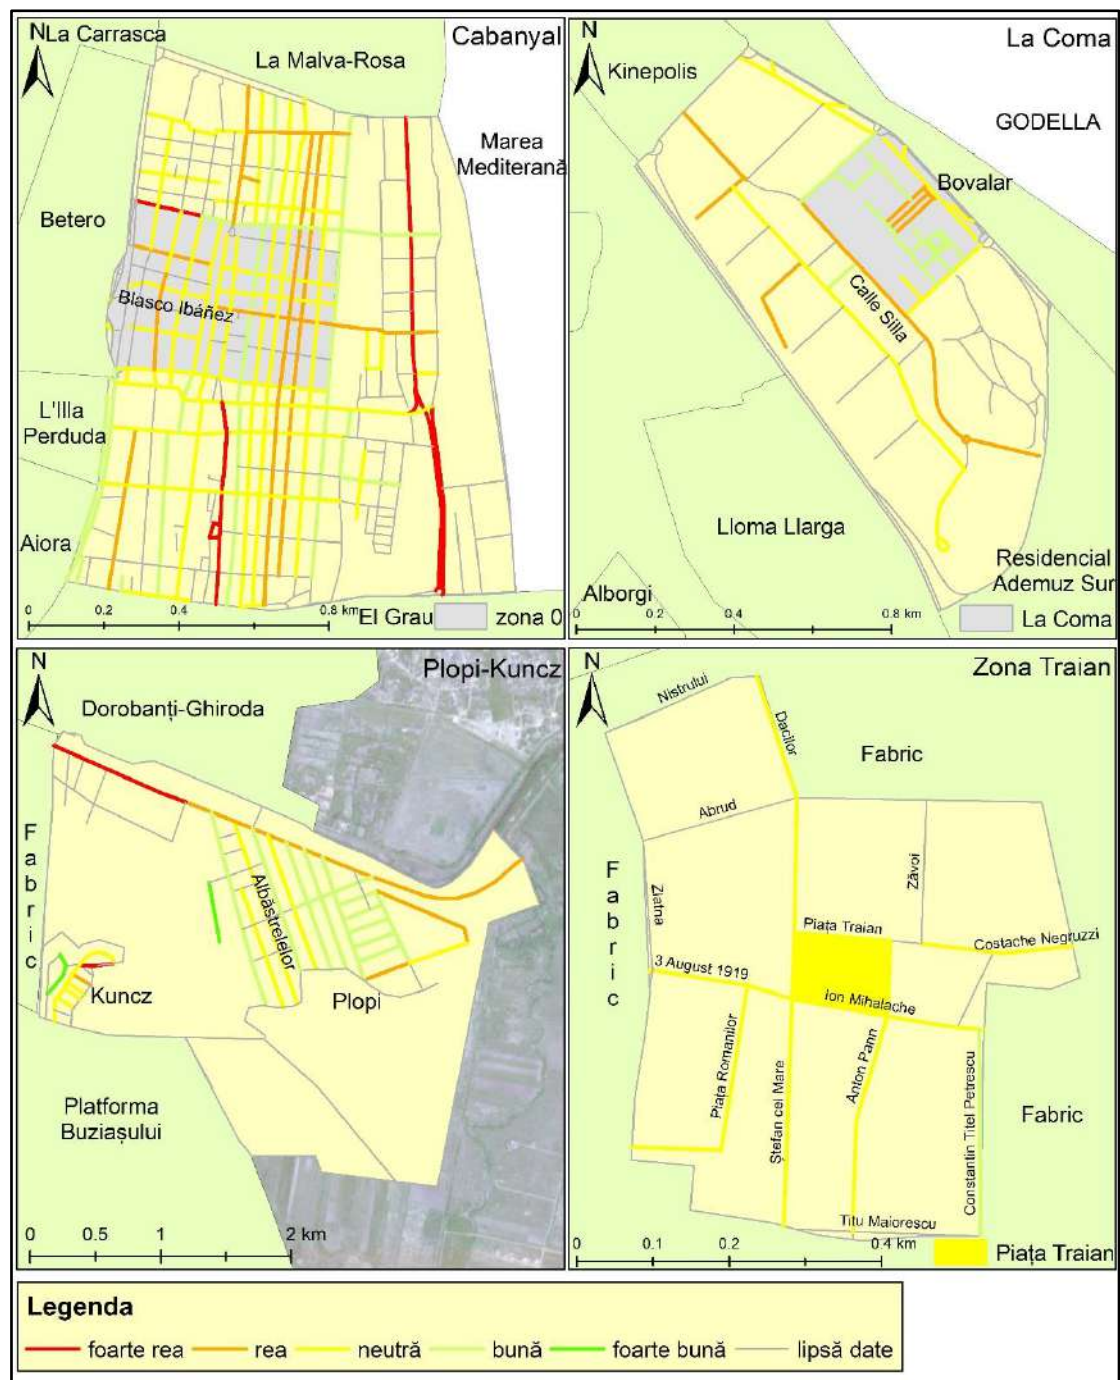 N
La Carrasca
La Malva-Rosa
Cabanyal
Marea
Mediterană
Betero
Blasco Ibáñez
L'Illa
Perduda
Aiora
0 0.2 0.4 0.8 km
El Grau
zona 0
N
Kinepolis
La Coma
GODELLA
Bovalar
Calle Silla
Lloma Llarga
Alborgi
Residencial
Ademuz Sur
0 0.2 0.4 0.8 km
La Coma
N
Plopi-Kuncz
Dorobanți-Ghiroda
Fabric
Albăstrelelor
Kuncz
Plopi
Platforma
Buziașului
0 0.5 1 2 km
N
Zona Traian
Nistrului
Dacilor
Fabric
Abrud
Zăvoi
Fabric
Zlatna
Piața Traian
Costache Negruzzi
3 August 1919
Ion Mihalache
Piața Romanilor
Ștefan cel Mare
Anton Pann
Constantin Titel Petrescu
Fabric
Titu Maiorescu
0 0.1 0.2 0.4 km
Piața Traian
Legenda
foarte rea rea neutră bună foarte bună lipsă date